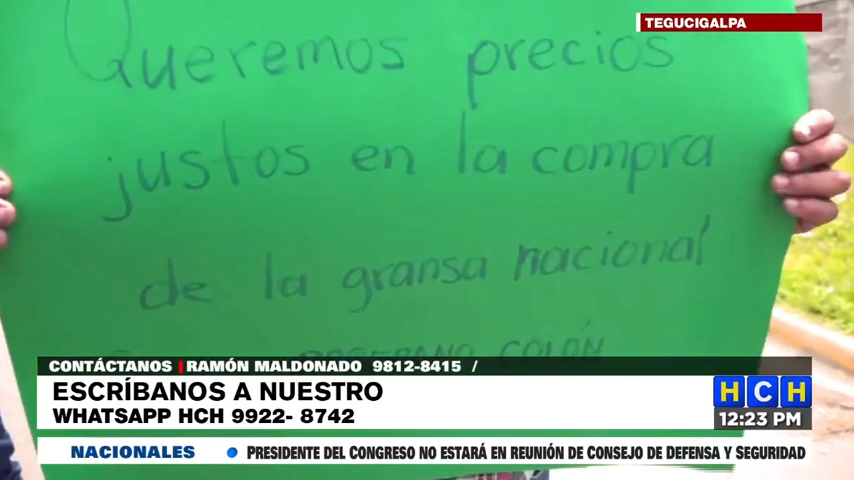 TEGUCIGALPA
Queremos precios
justos en la compra
de la gransa nacional
COLÓN
CONTÁCTANOS | RAMÓN MALDONADO 9812-8415 /
ESCRÍBANOS A NUESTRO
WHATSAPP HCH 9922- 8742
HCH
12:23 PM
NACIONALES PRESIDENTE DEL CONGRESO NO ESTARÁ EN REUNIÓN DE CONSEJO DE DEFENSA Y SEGURIDAD